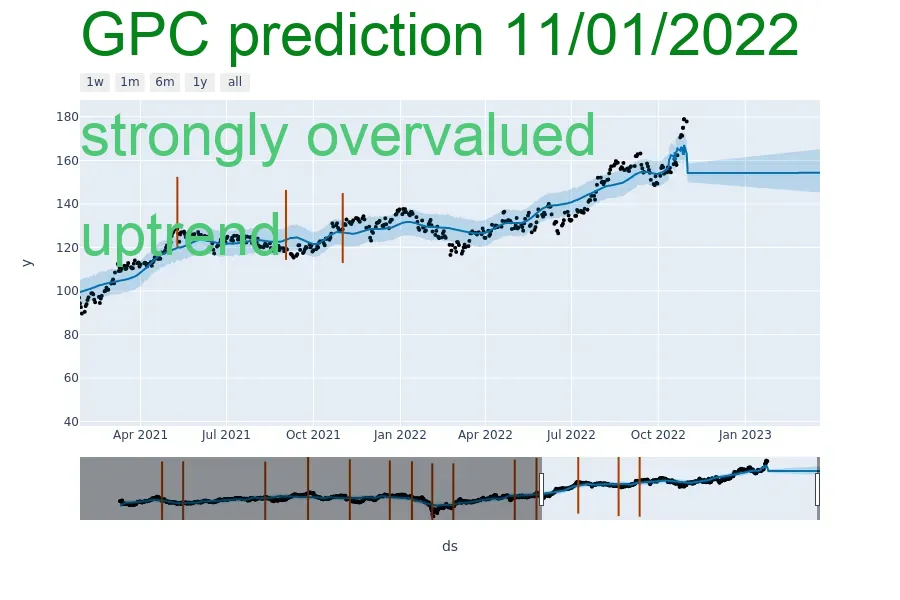 GPC prediction 11/01/2022
1w 1m 6m 1y all
strongly overvalued
uptrend
180
160
140
120
100
80
60
40
y
Apr 2021 Jul 2021 Oct 2021 Jan 2022 Apr 2022 Jul 2022 Oct 2022 Jan 2023
ds